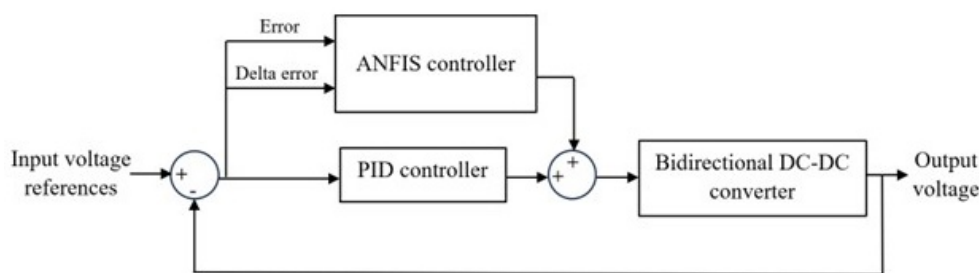 Error
ANFIS controller
Delta error
Input voltage
references
+
-
PID controller
+
+
Bidirectional DC-DC
converter
Output
voltage